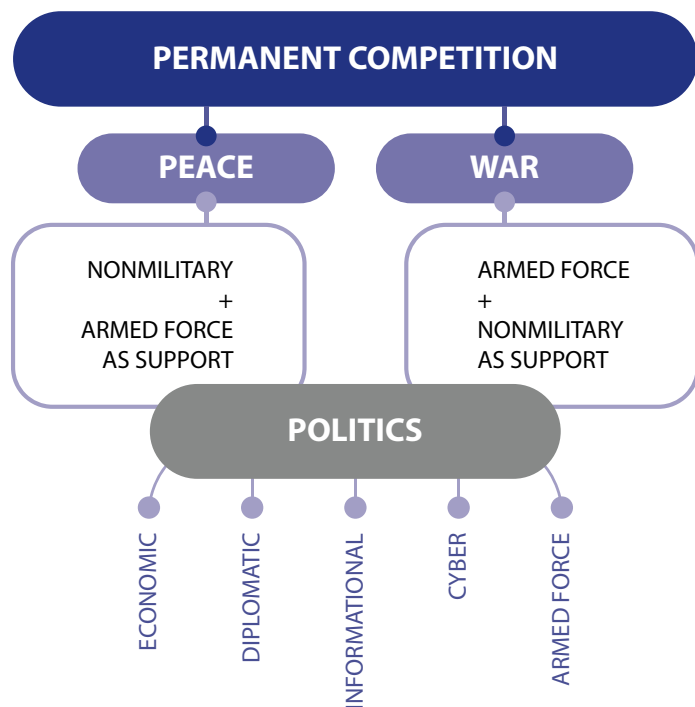 PERMANENT COMPETITION
PEACE
WAR
NONMILITARY
+
ARMED FORCE
AS SUPPORT
ARMED FORCE
+
NONMILITARY
AS SUPPORT
POLITICS
ECONOMIC
DIPLOMATIC
INFORMATIONAL
CYBER
ARMED FORCE